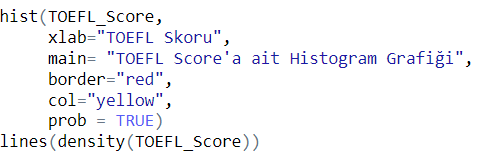 hist(TOEFL_Score,
     xlab="TOEFL Skoru",
     main= "TOEFL Score'a ait Histogram Grafiği",
     border="red",
     col="yellow",
     prob = TRUE)
lines(density(TOEFL_Score))